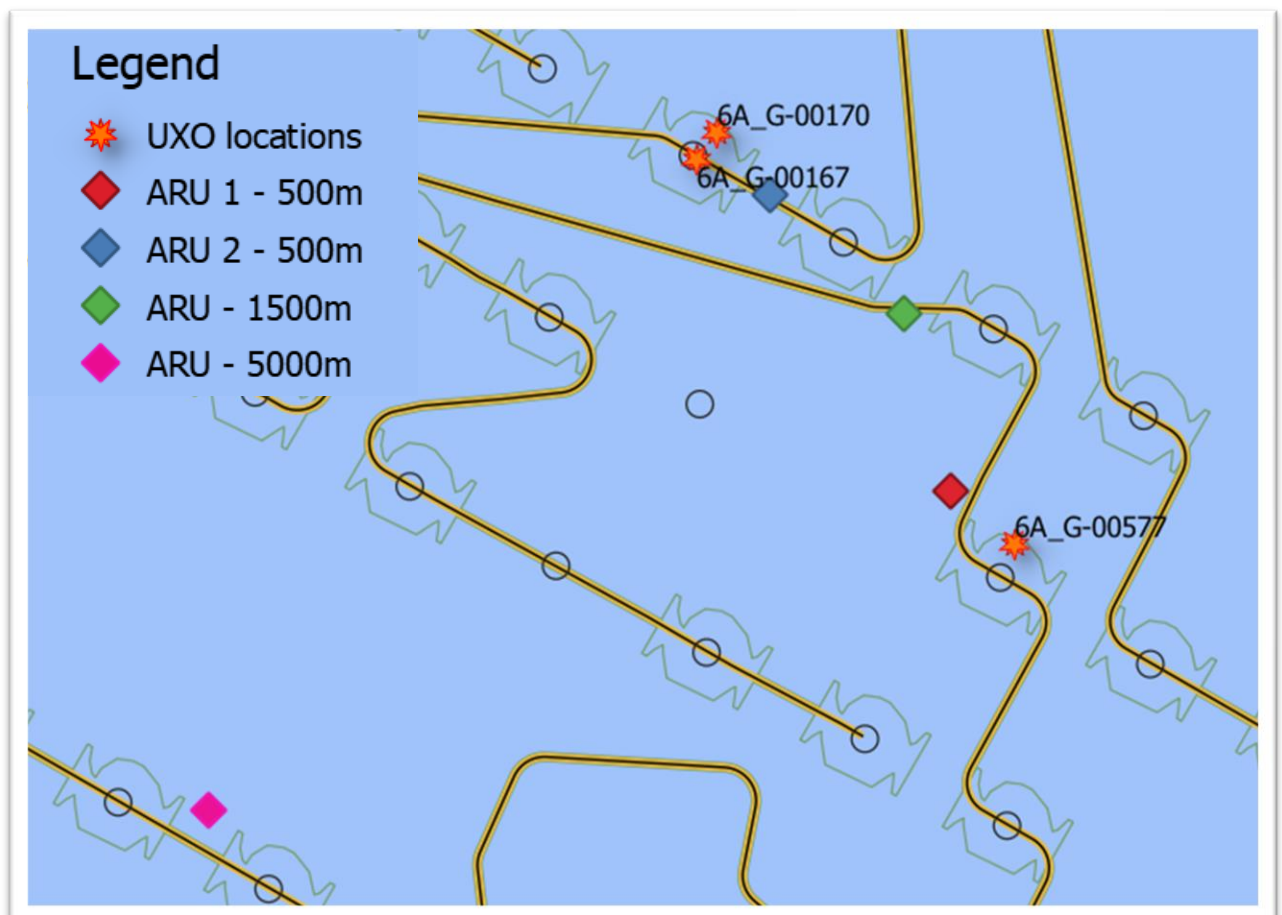 Legend
UXO locations
ARU 1 - 500m
ARU 2 - 500m
ARU - 1500m
ARU - 5000m
6A_G-00170
6A_G-00167
6A_G-00577